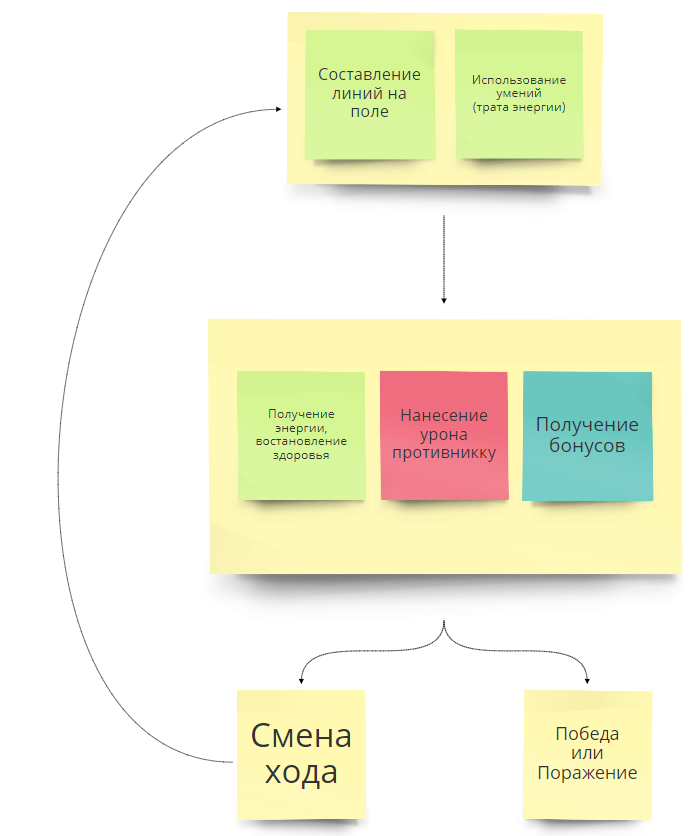 Составление
линий на
поле
Использование
умений
(трата энергии)
Получение
энергии,
востановление
здоровья
Нанесение
урона
противникку
Получение
бонусов
Смена
хода
Победа
или
Поражение